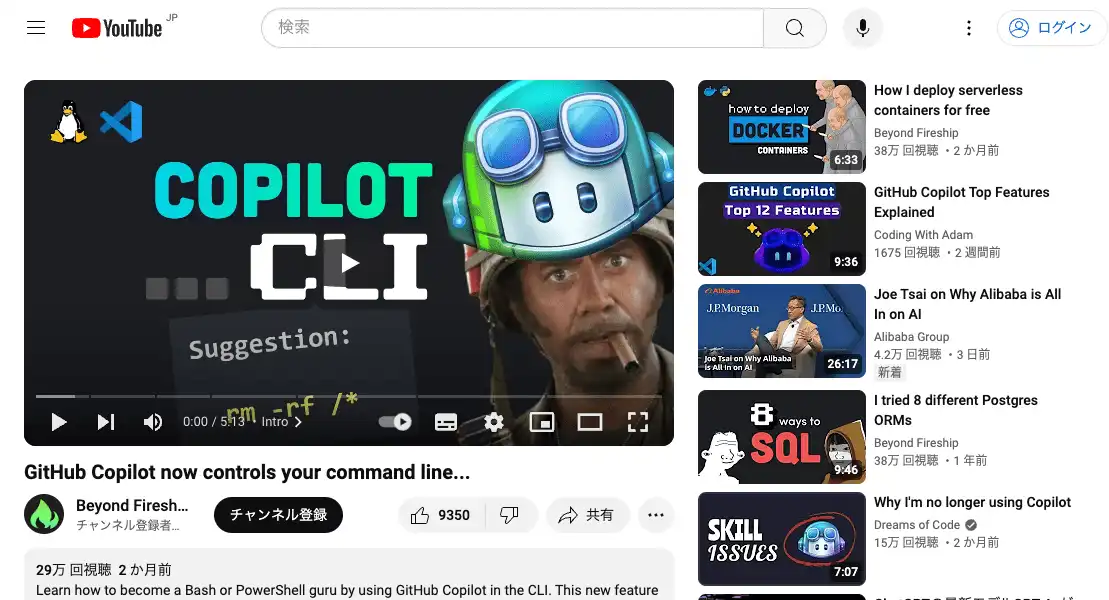 YouTube JP
検索
ログイン
COPILOT
CLI
Suggestion:
rm -rf /*
0:00 / 5:13 • Intro
GitHub Copilot now controls your command line...
Beyond Firesh...
チャンネル登録者...
チャンネル登録
9350
共有
29万 回視聴 2 か月前
Learn how to become a Bash or PowerShell guru by using GitHub Copilot in the CLI. This new feature
how to deploy
DOCKER
CONTAINERS
6:33
How I deploy serverless
containers for free
Beyond Fireship
38万 回視聴 ・2 か月前
GitHub Copilot
Top 12 Features
9:36
GitHub Copilot Top Features
Explained
Coding With Adam
1675 回視聴 ・2 週間前
Alibaba
J.P.Morgan
J.P.Mo
Joe Tsai on Why Alibaba
is All in on AI
26:17
Joe Tsai on Why Alibaba is All
In on AI
Alibaba Group
4.2万 回視聴 ・3 日前
新着
8 ways to
SQL
9:46
I tried 8 different Postgres
ORMs
Beyond Fireship
38万 回視聴 ・1 年前
SKILL
ISSUES
7:07
Why I'm no longer using Copilot
Dreams of Code
15万 回視聴 ・2 か月前